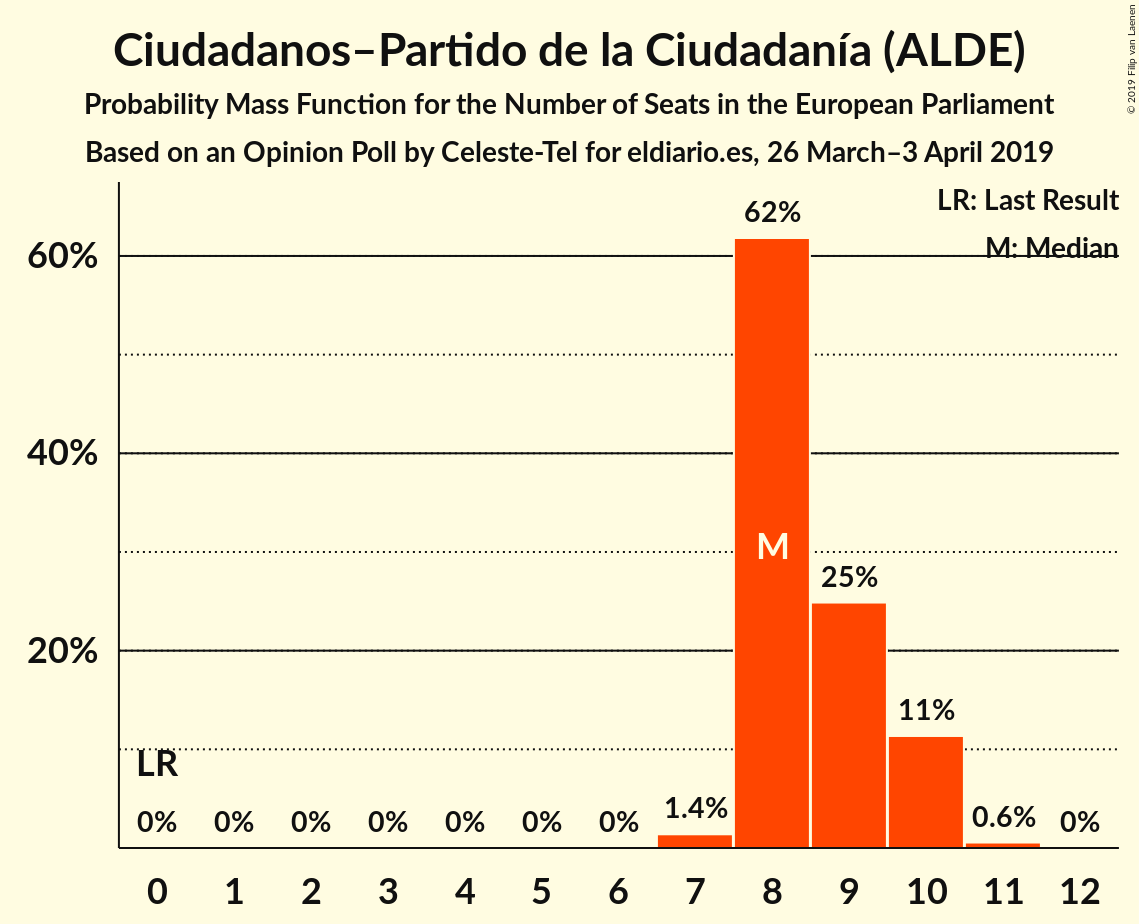 Ciudadanos–Partido de la Ciudadanía (ALDE)
Probability Mass Function for the Number of Seats in the European Parliament
Based on an Opinion Poll by Celeste-Tel for eldiario.es, 26 March–3 April 2019
© 2019 Filip van Laenen
LR: Last Result
M: Median
62%
60%
40%
M
25%
20%
11%
LR
0% 0% 0% 0% 0% 0% 0% 1.4% 0.6% 0%
0 1 2 3 4 5 6 7 8 9 10 11 12